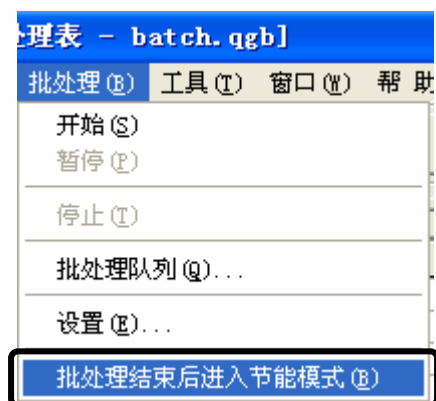 理表 - batch.qgb]
批处理(B) 工具(T) 窗口(W) 帮助
开始(S)
暂停(P)
停止(T)
批处理队列(Q)...
设置(E)...
批处理结束后进入节能模式(B)